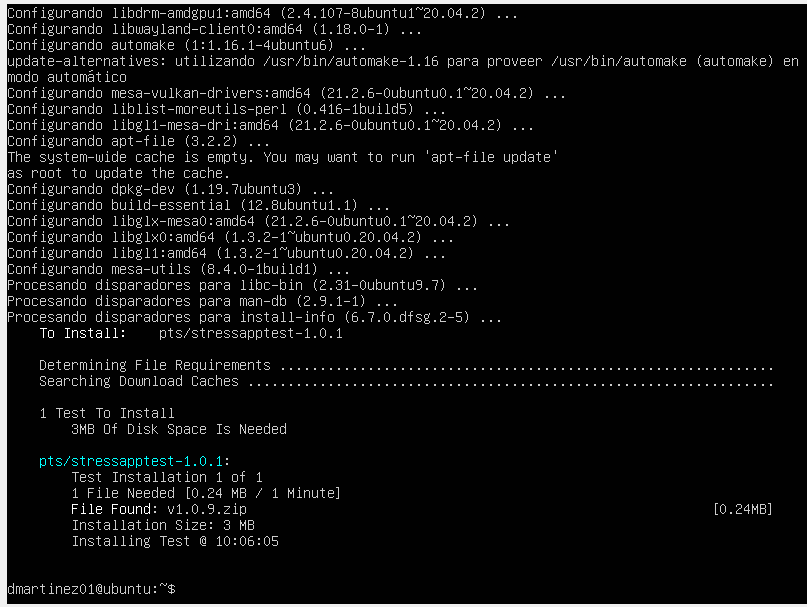 Configurando libdrm-amdgpu1:amd64 (2.4.107-8ubuntu1~20.04.2) ...
Configurando libwayland-client0:amd64 (1.18.0-1) ...
Configurando automake (1:1.16.1-4ubuntu6) ...
update-alternatives: utilizando /usr/bin/automake-1.16 para proveer /usr/bin/automake (automake) en
modo automático
Configurando mesa-vulkan-drivers:amd64 (21.2.6-0ubuntu0.1~20.04.2) ...
Configurando liblist-moreutils-perl (0.416-1build5) ...
Configurando libgl1-mesa-dri:amd64 (21.2.6-0ubuntu0.1~20.04.2) ...
Configurando apt-file (3.2.2) ...
The system-wide cache is empty. You may want to run 'apt-file update'
as root to update the cache.
Configurando dpkg-dev (1.19.7ubuntu3) ...
Configurando build-essential (12.8ubuntu1.1) ...
Configurando libglx-mesa0:amd64 (21.2.6-0ubuntu0.1~20.04.2) ...
Configurando libglx0:amd64 (1.3.2-1~ubuntu0.20.04.2) ...
Configurando libgl1:amd64 (1.3.2-1~ubuntu0.20.04.2) ...
Configurando mesa-utils (8.4.0-1build1) ...
Procesando disparadores para libc-bin (2.31-0ubuntu9.7) ...
Procesando disparadores para man-db (2.9.1-1) ...
Procesando disparadores para install-info (6.7.0.dfsg.2-5) ...
To Install:    pts/stressapptest-1.0.1
Determining File Requirements ..............................................................
Searching Download Caches ..................................................................
1 Test To Install
3MB Of Disk Space Is Needed
pts/stressapptest-1.0.1:
Test Installation 1 of 1
1 File Needed [0.24 MB / 1 Minute]
File Found: v1.0.9.zip [0.24MB]
Installation Size: 3 MB
Installing Test @ 10:06:05
dmartinez01@ubuntu:~$